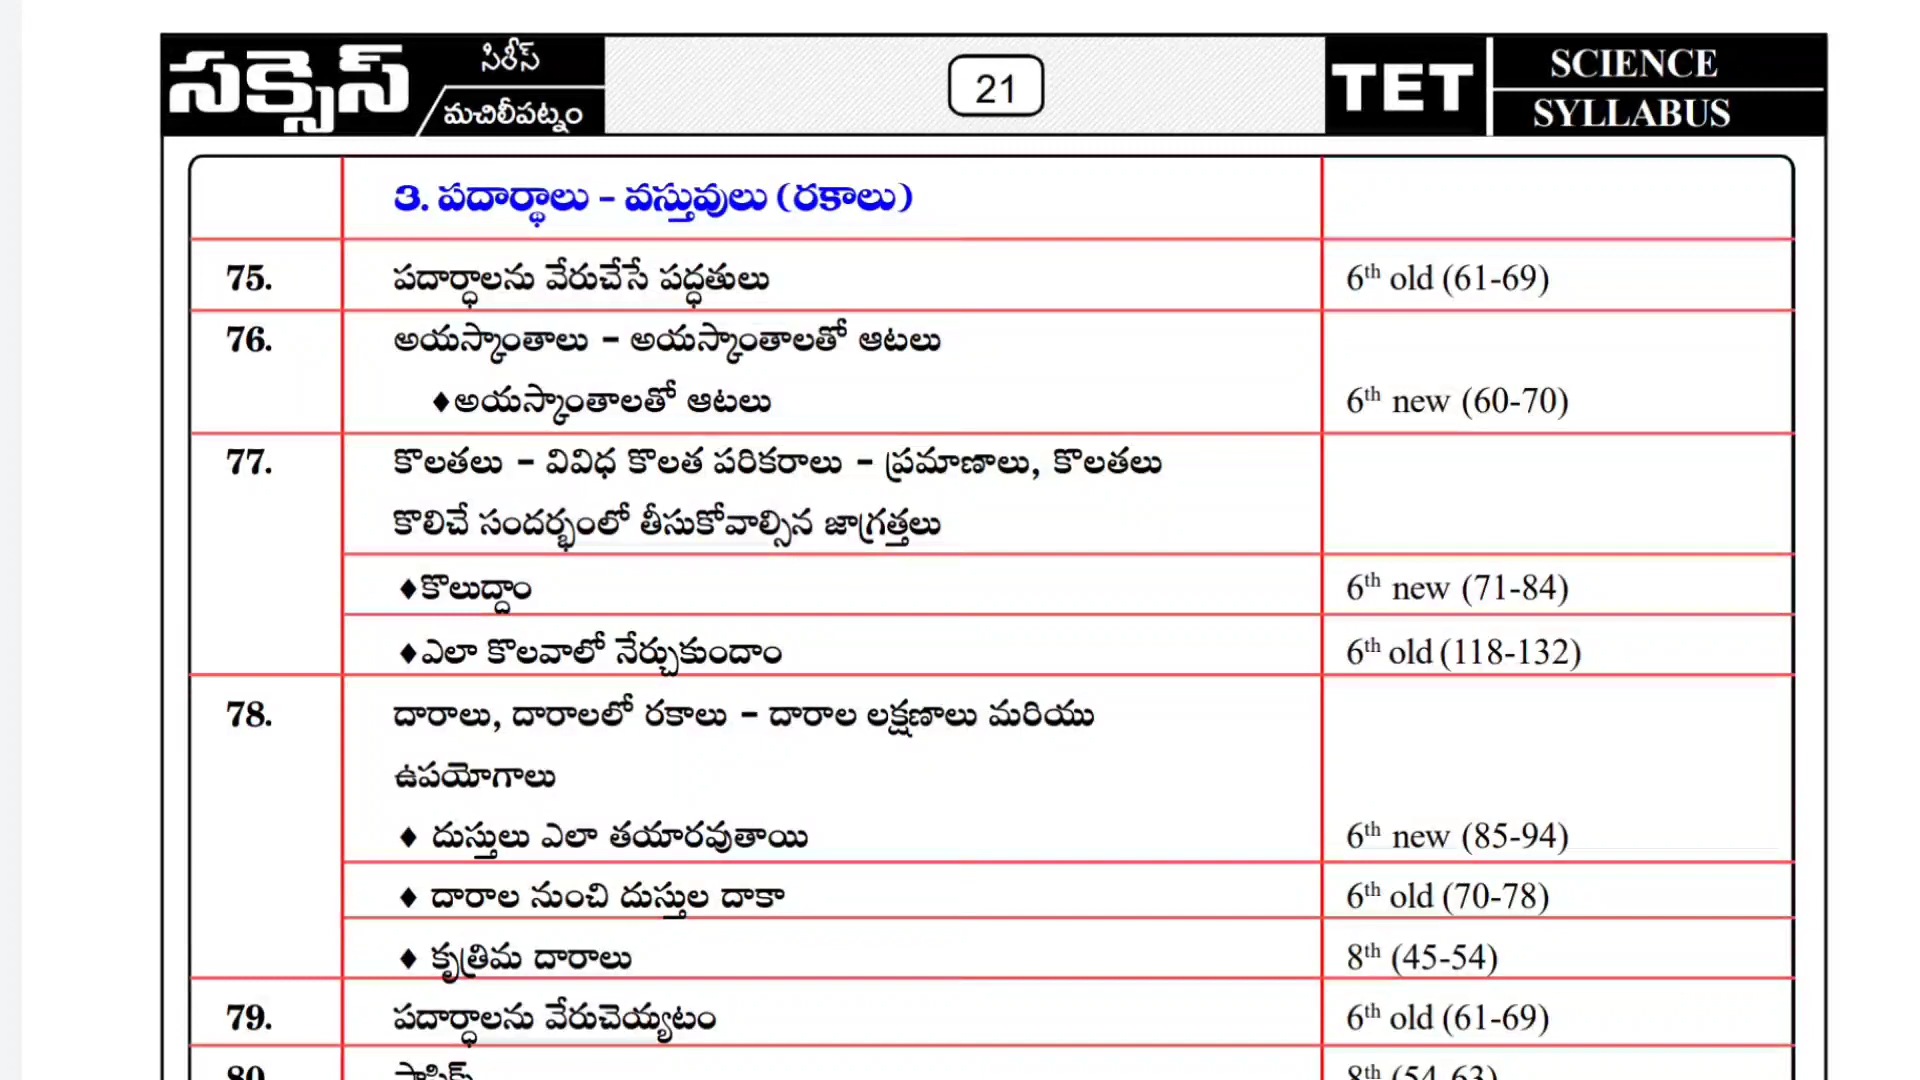 సక్సెస్ సిరీస్ మచిలీపట్నం 21 TET SCIENCE SYLLABUS
3. పదార్థాలు - వస్తువులు (రకాలు)
75. పదార్ధాలను వేరుచేసే పద్ధతులు 6th old (61-69)
76. అయస్కాంతాలు - అయస్కాంతాలతో ఆటలు
♦అయస్కాంతాలతో ఆటలు 6th new (60-70)
77. కొలతలు - వివిధ కొలత పరికరాలు - ప్రమాణాలు, కొలతలు
కొలిచే సందర్భంలో తీసుకోవాల్సిన జాగ్రత్తలు
♦కొలుద్దాం 6th new (71-84)
♦ఎలా కొలవాలో నేర్చుకుందాం 6th old (118-132)
78. దారాలు, దారాలలో రకాలు - దారాల లక్షణాలు మరియు
ఉపయోగాలు
♦ దుస్తులు ఎలా తయారవుతాయి 6th new (85-94)
♦ దారాల నుంచి దుస్తుల దాకా 6th old (70-78)
♦ కృత్రిమ దారాలు 8th (45-54)
79. పదార్ధాలను వేరుచెయ్యటం 6th old (61-69)
80. 8th (54-63)